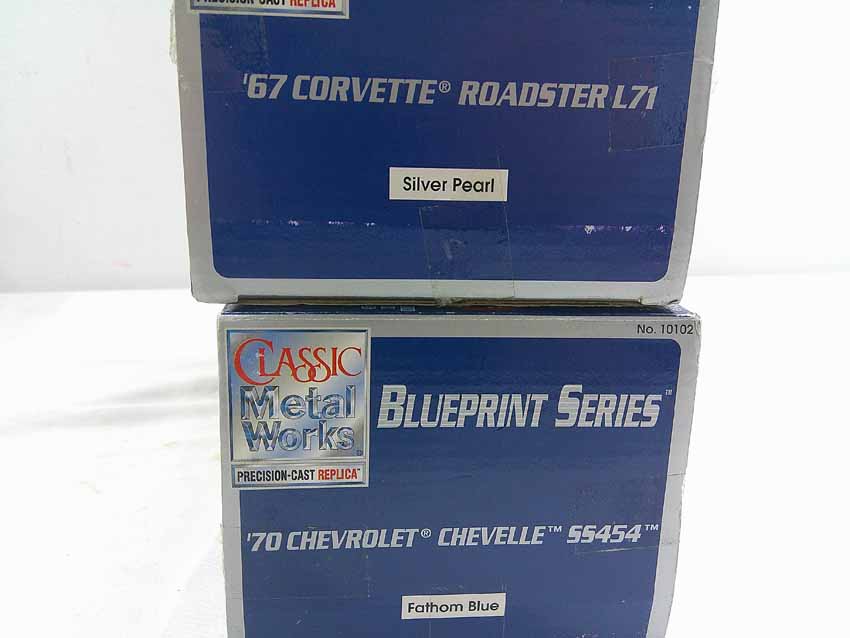 PRECISION-CAST REPLICA
'67 CORVETTE® ROADSTER L71
Silver Pearl
No. 10102
CLASSIC
Metal
Works
BLUEPRINT SERIES™
PRECISION-CAST REPLICA™
'70 CHEVROLET® CHEVELLE™ SS454™
Fathom Blue